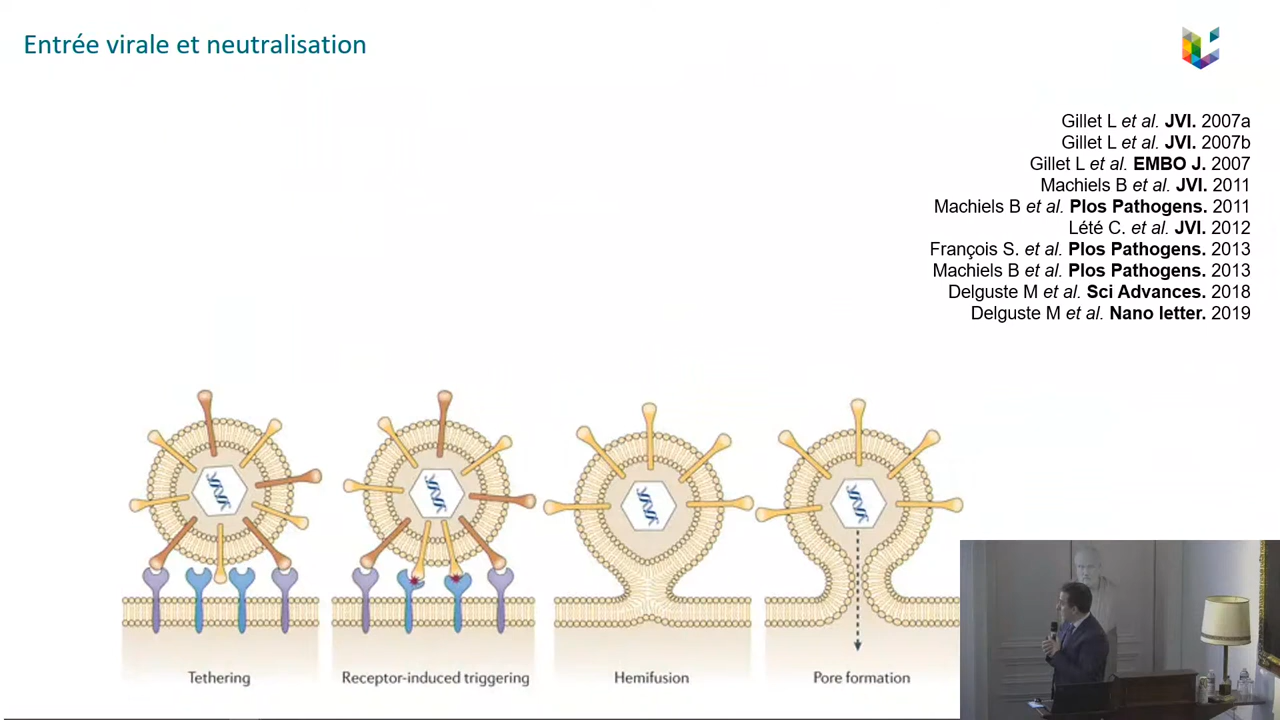 Entrée virale et neutralisation
Gillet L et al. JVI. 2007a
Gillet L et al. JVI. 2007b
Gillet L et al. EMBO J. 2007
Machiels B et al. JVI. 2011
Machiels B et al. Plos Pathogens. 2011
Lété C. et al. JVI. 2012
François S. et al. Plos Pathogens. 2013
Machiels B et al. Plos Pathogens. 2013
Delguste M et al. Sci Advances. 2018
Delguste M et al. Nano letter. 2019
Tethering
Receptor-induced triggering
Hemifusion
Pore formation